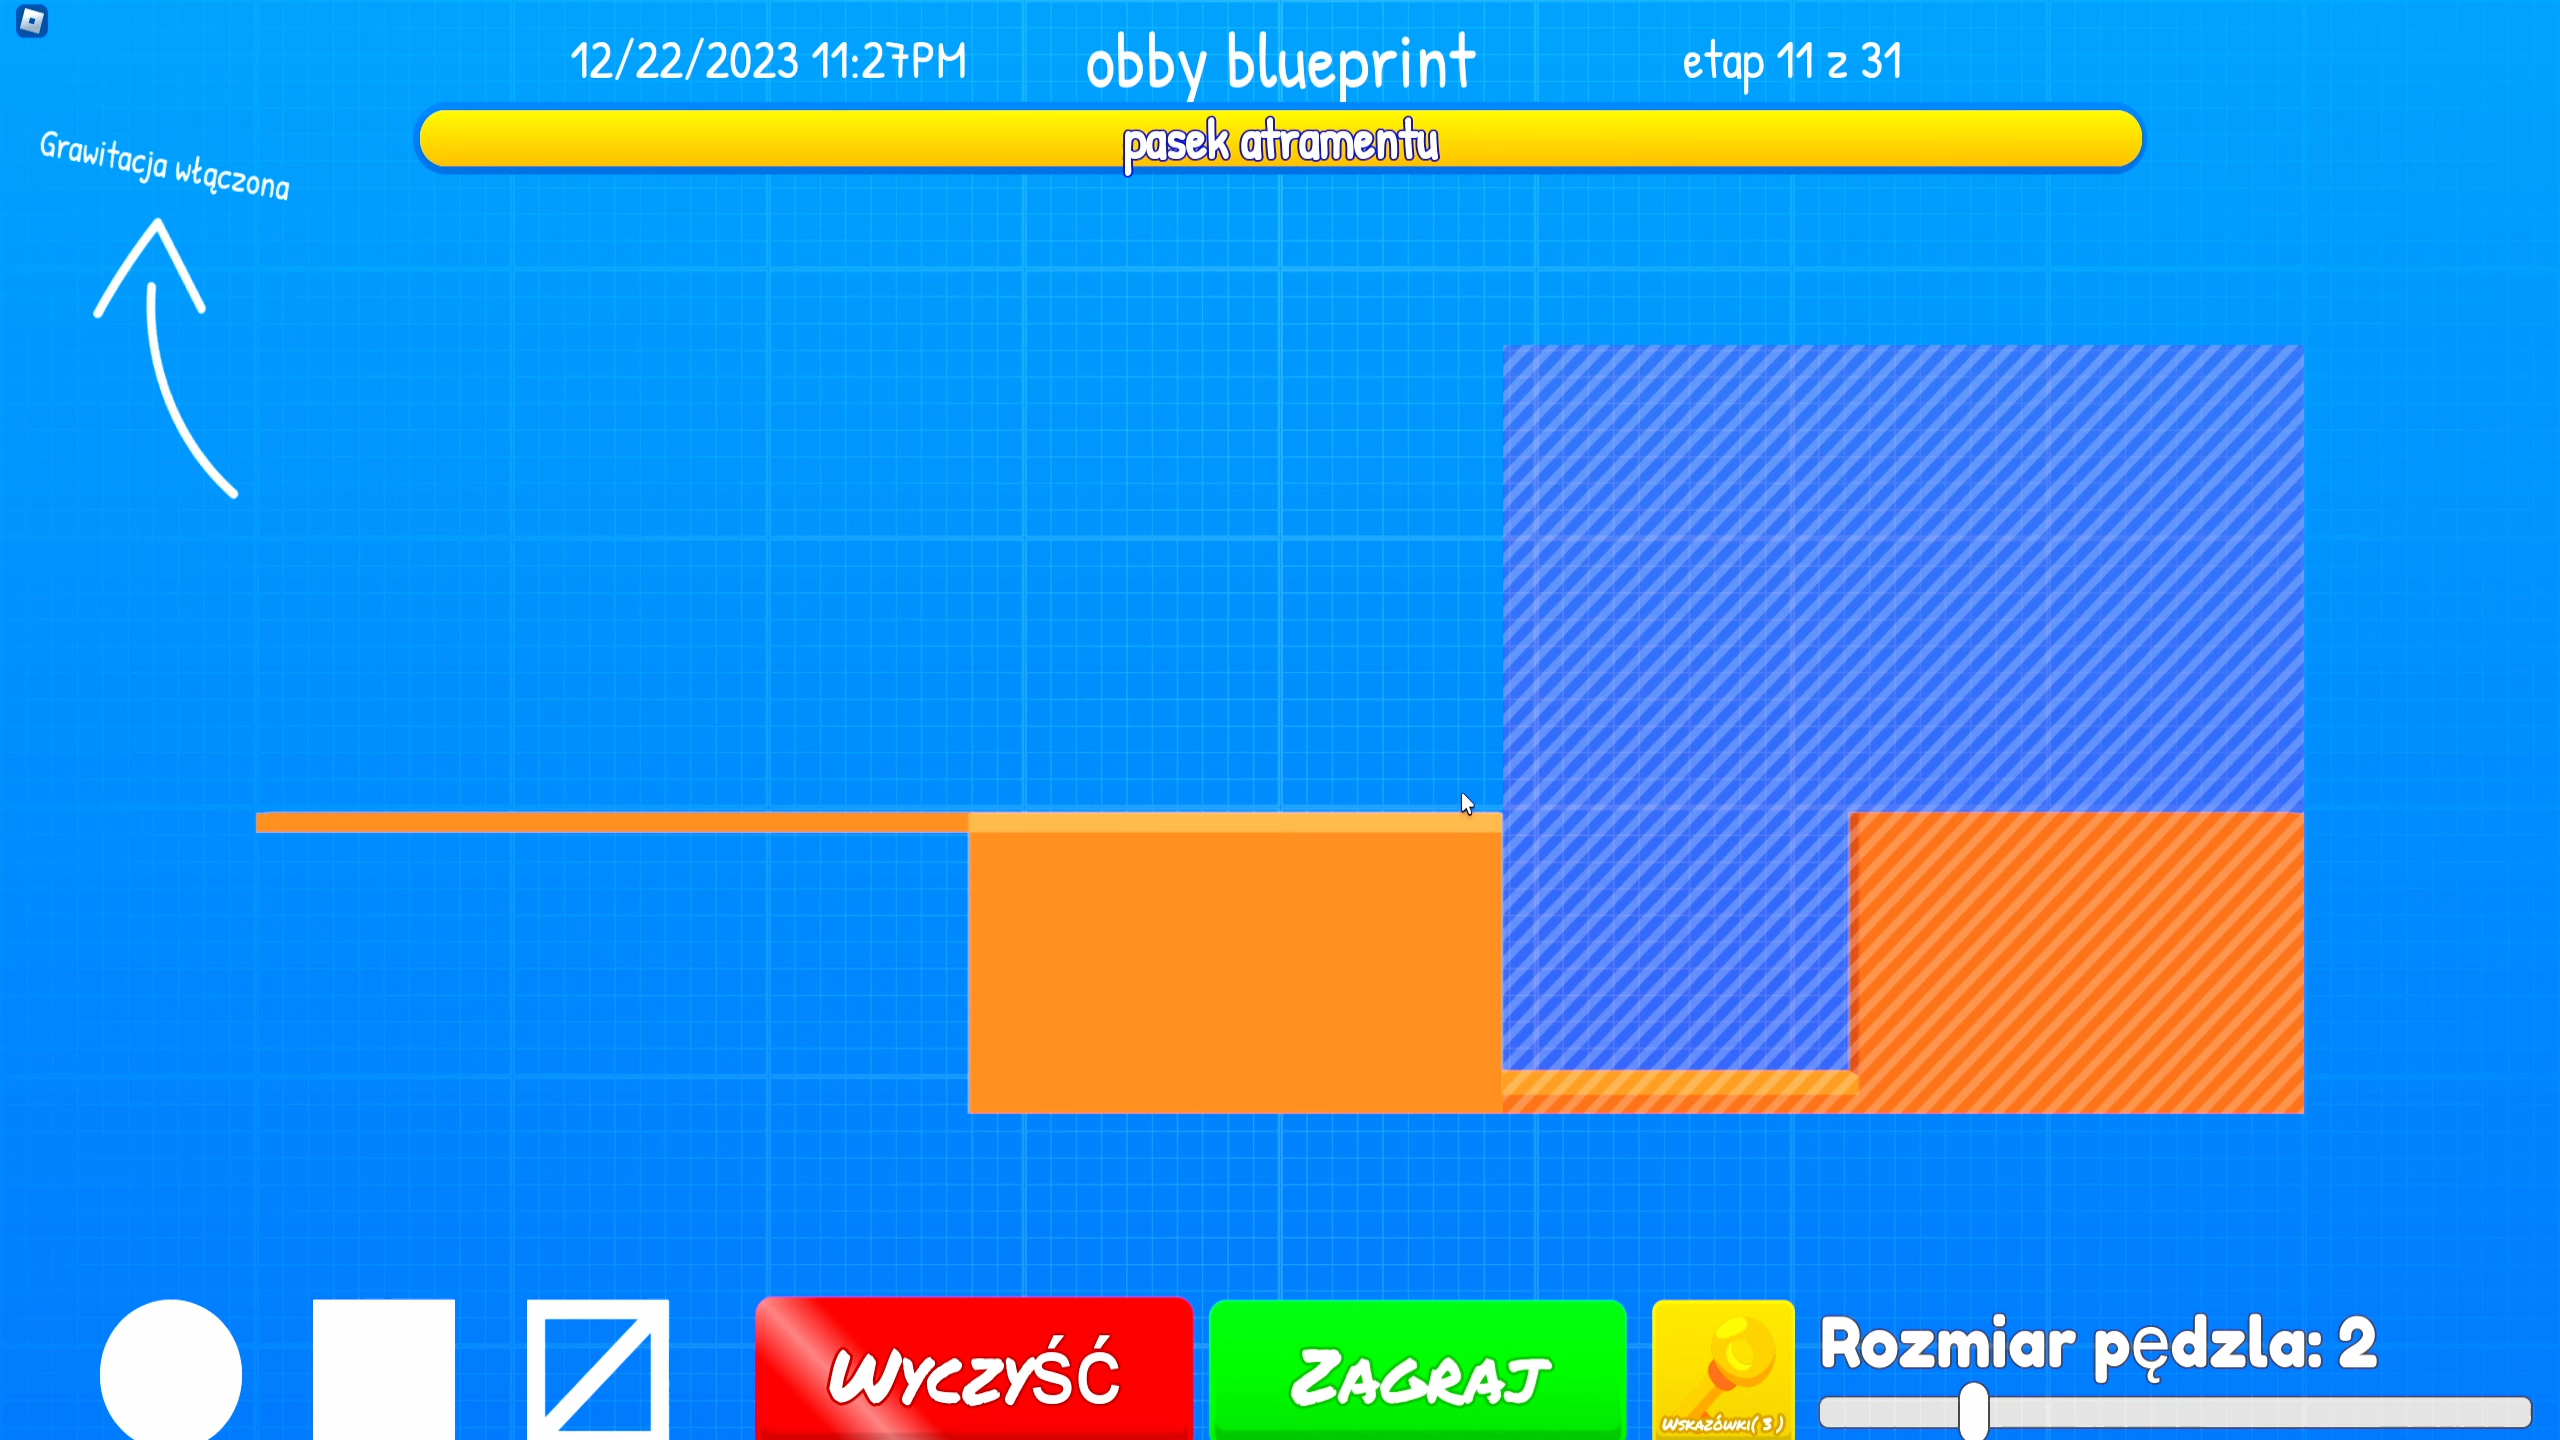 12/22/2023 11:27PM
obby blueprint
etap 11 z 31
pasek atramentu
Grawitacja włączona
Wyczyść
Zagraj
Wskazówki( 3 )
Rozmiar pędzla: 2